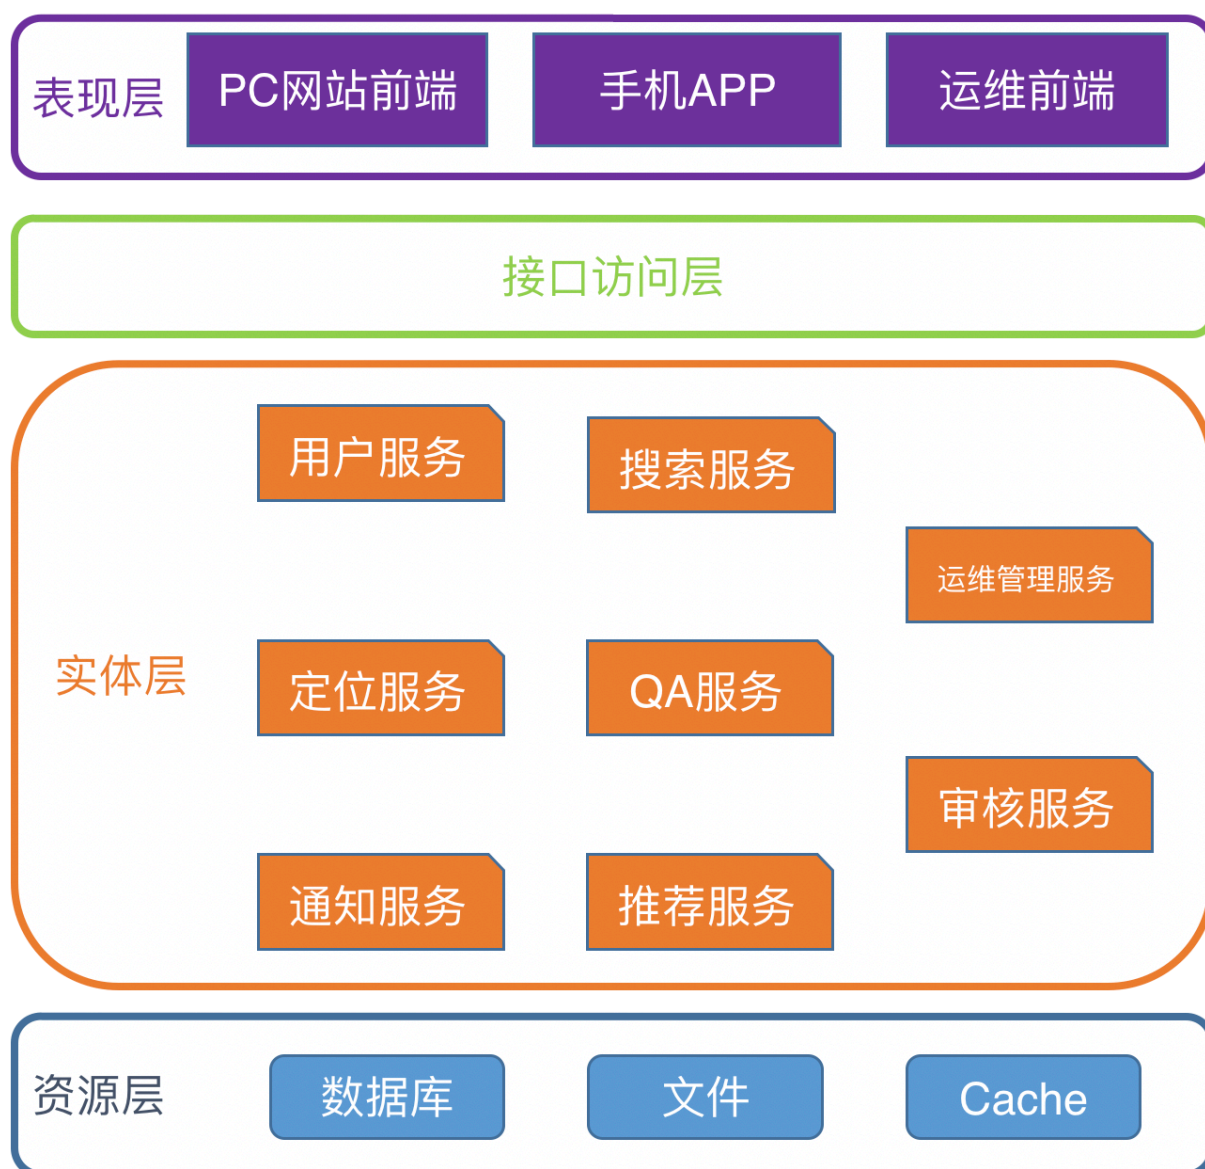 表现层
PC网站前端
手机APP
运维前端
接口访问层
用户服务
搜索服务
运维管理服务
实体层
定位服务
QA服务
审核服务
通知服务
推荐服务
资源层
数据库
文件
Cache